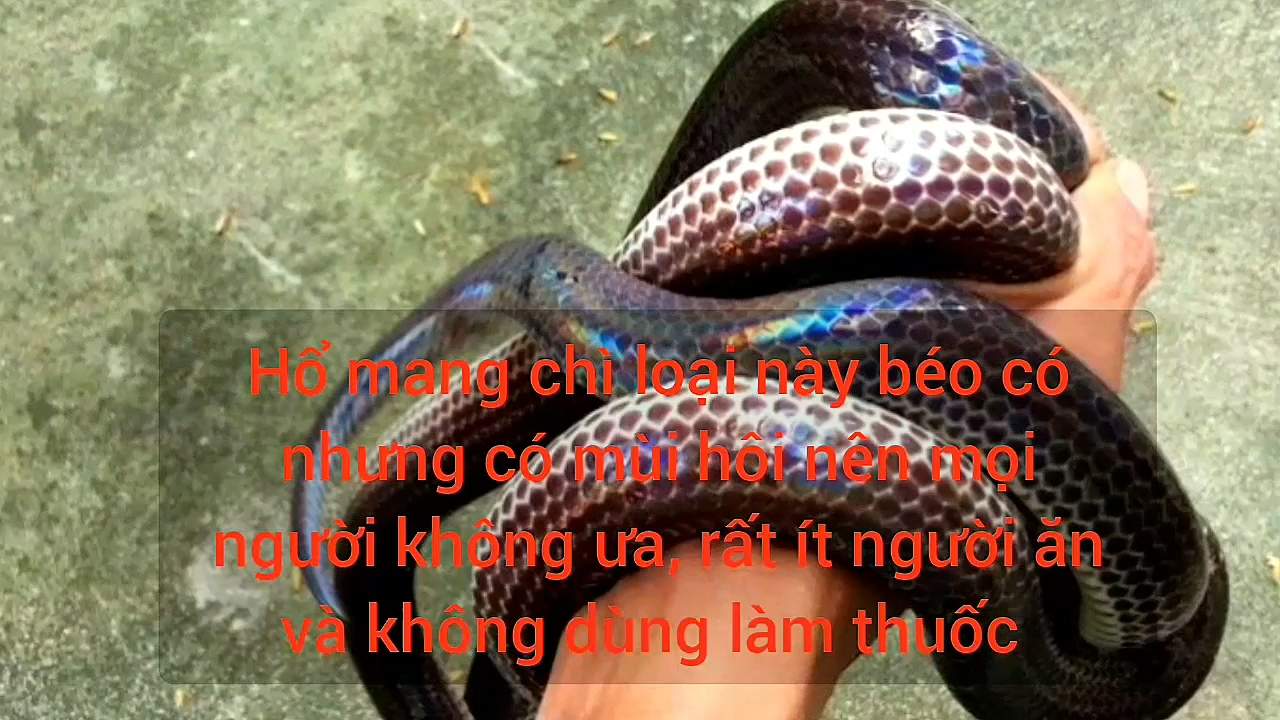 Hổ mang chì loại này béo có
nhưng có mùi hôi nên mọi
người không ưa, rất ít người ăn
và không dùng làm thuốc